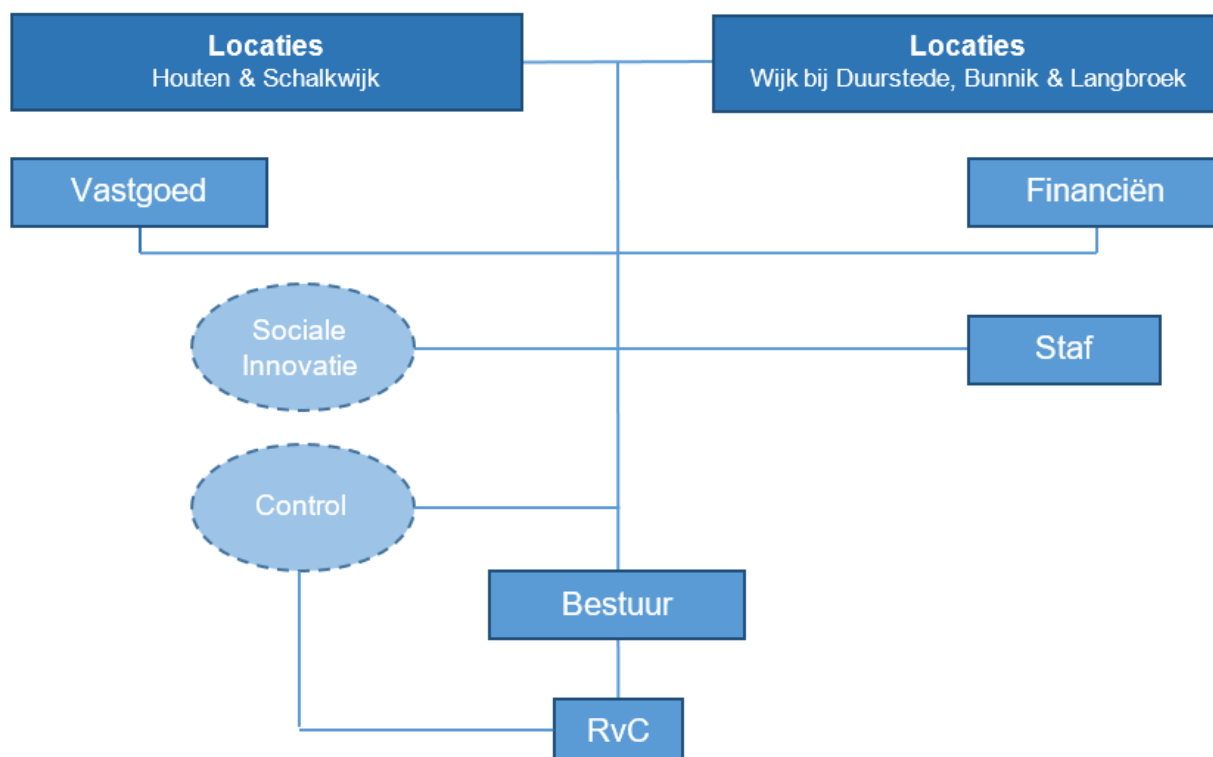 Locaties
Houten & Schalkwijk
Locaties
Wijk bij Duurstede, Bunnik & Langbroek
Vastgoed
Financiën
Sociale
Innovatie
Staf
Control
Bestuur
RvC